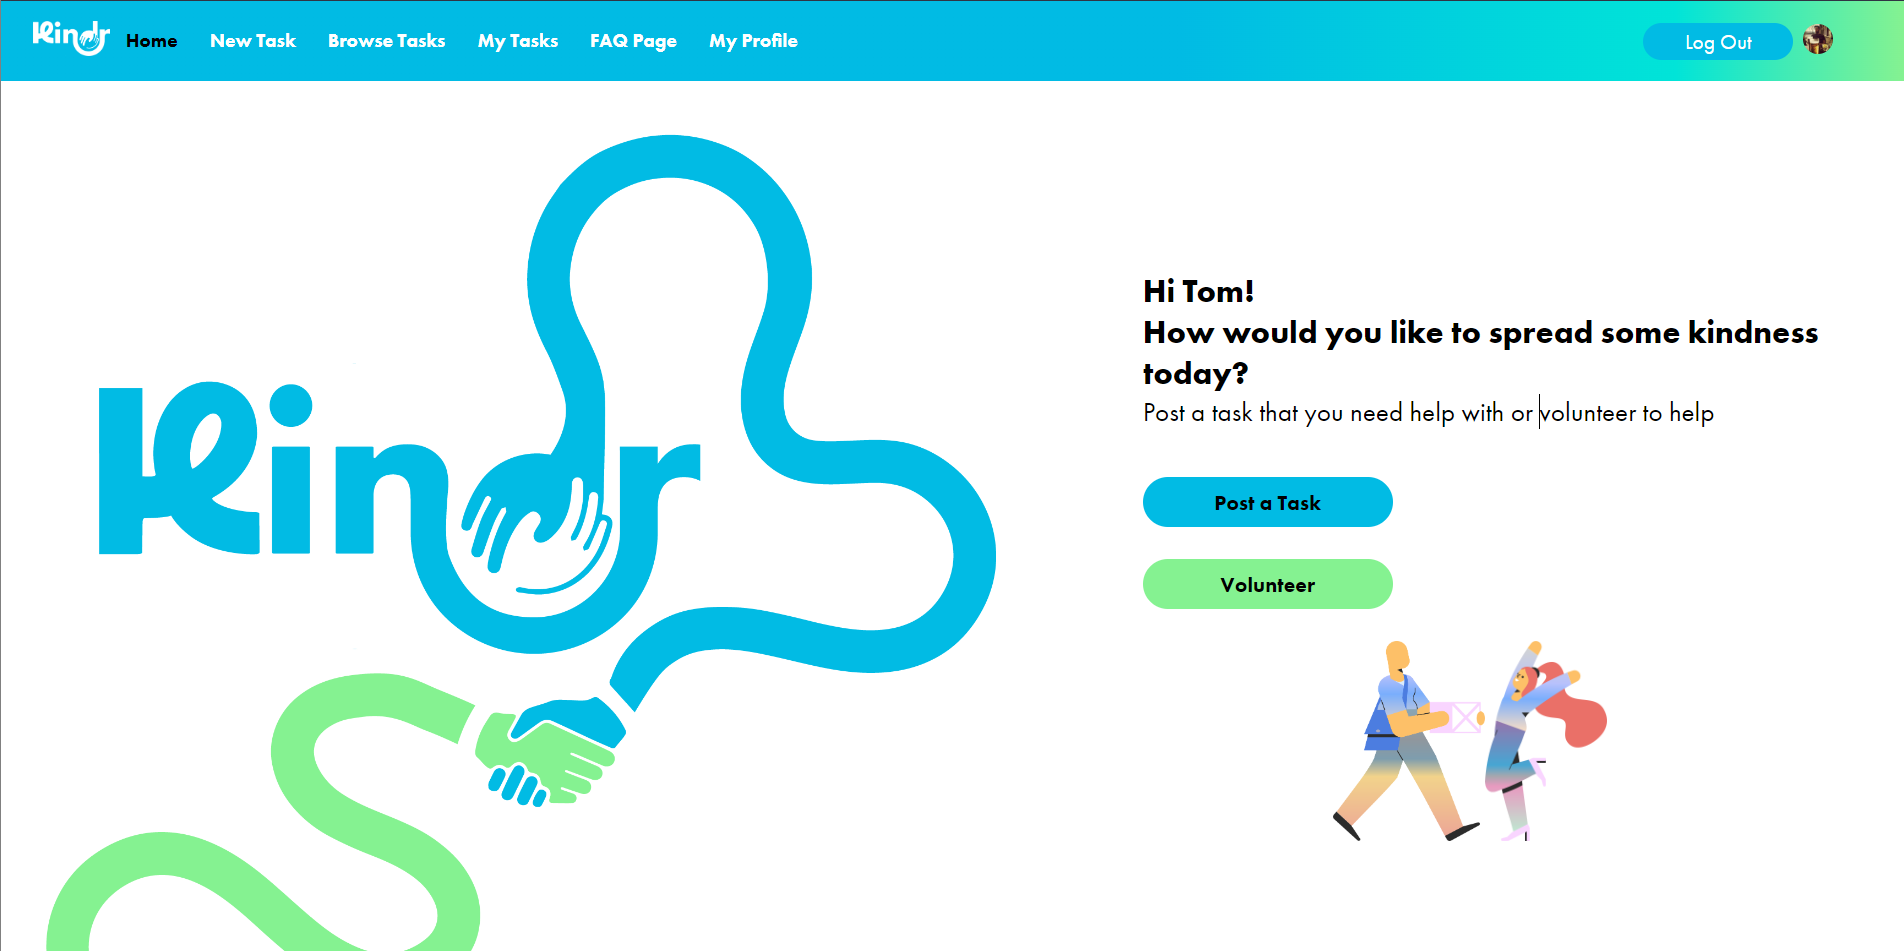 Kindr
Home New Task Browse Tasks My Tasks FAQ Page My Profile Log Out
Kindr
Hi Tom!
How would you like to spread some kindness
today?
Post a task that you need help with or volunteer to help
Post a Task
Volunteer